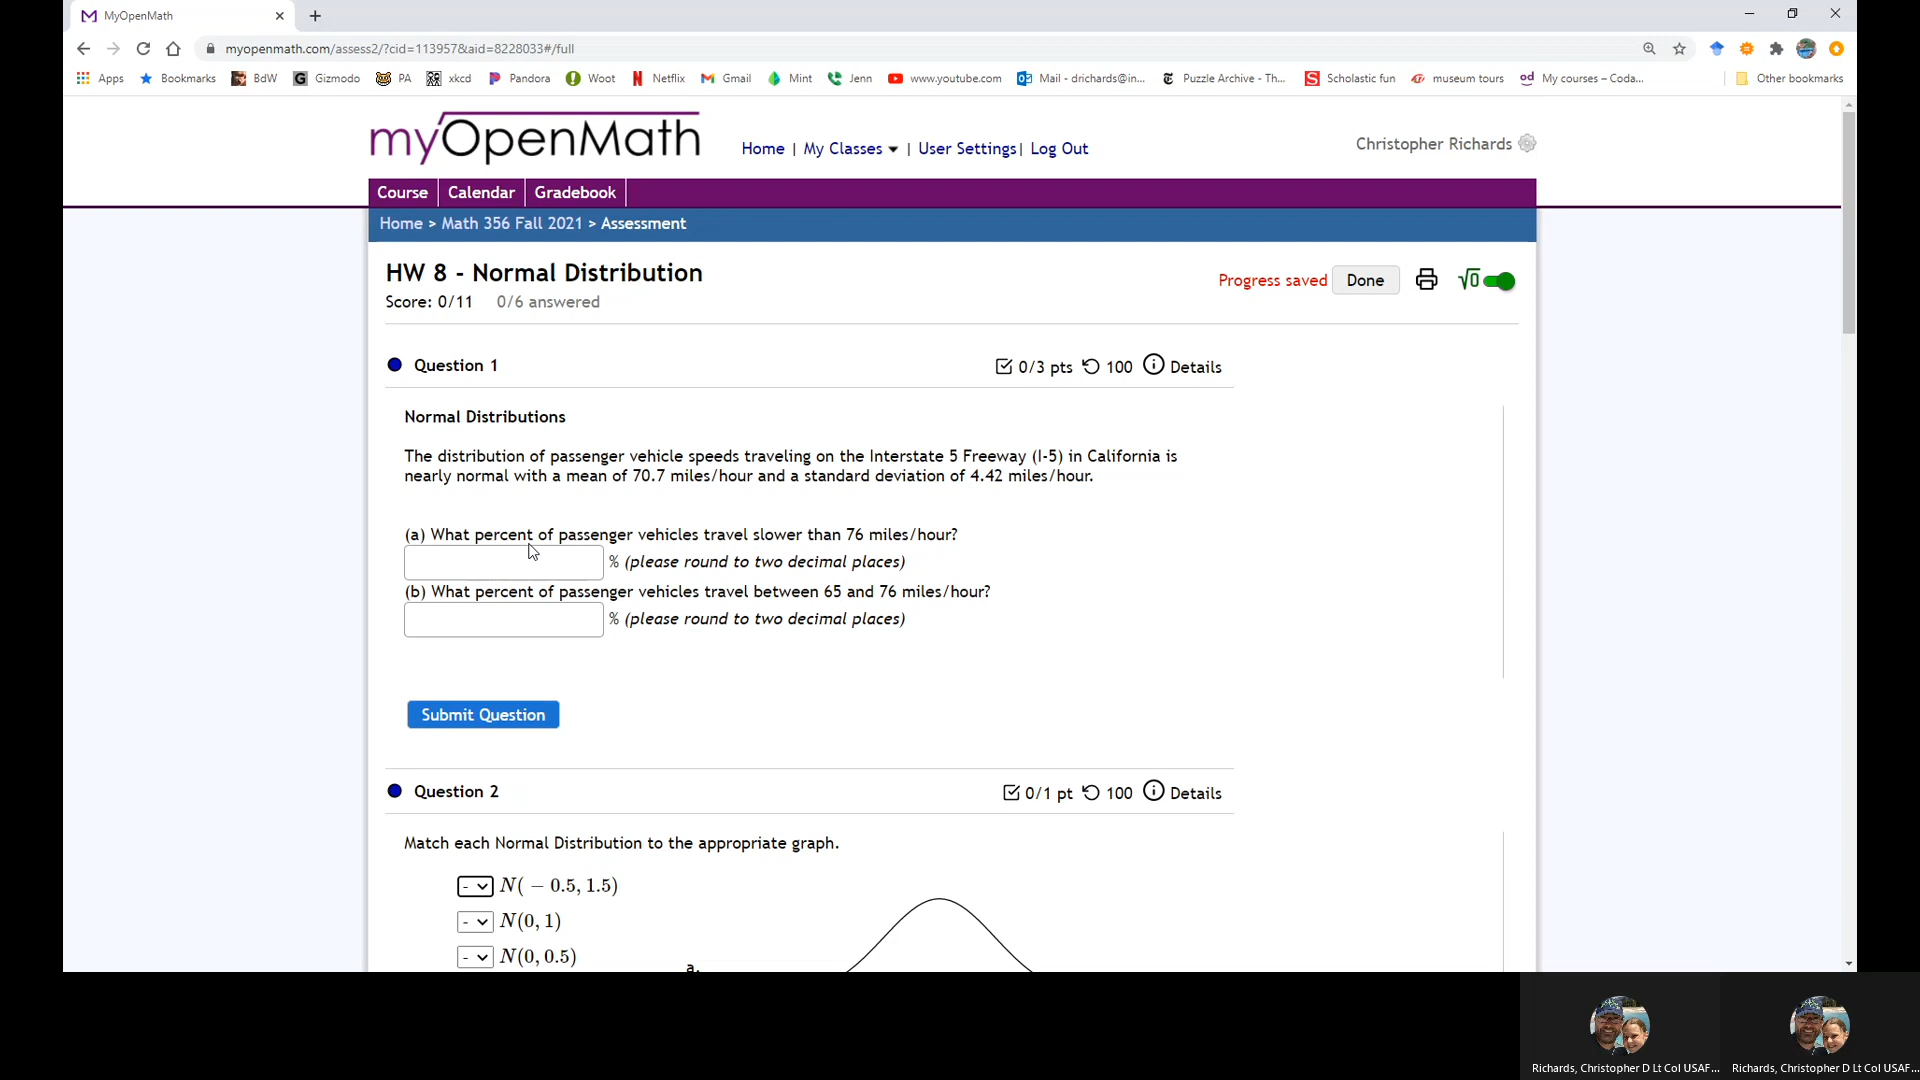 MyOpenMath
myopenmath.com/assess2/?cid=113957&aid=8228033#/full
Apps Bookmarks BdW Gizmodo PA xkcd Pandora Woot Netflix Gmail Mint Jenn www.youtube.com Mail - drichards@in... Puzzle Archive - Th... Scholastic fun museum tours My courses – Coda... Other bookmarks
myOpenMath
Home | My Classes | User Settings | Log Out
Christopher Richards
Course Calendar Gradebook
Home > Math 356 Fall 2021 > Assessment
HW 8 - Normal Distribution
Progress saved Done √0
Score: 0/11 0/6 answered
Question 1 0/3 pts 100 Details
Normal Distributions
The distribution of passenger vehicle speeds traveling on the Interstate 5 Freeway (I-5) in California is
nearly normal with a mean of 70.7 miles/hour and a standard deviation of 4.42 miles/hour.
(a) What percent of passenger vehicles travel slower than 76 miles/hour?
% (please round to two decimal places)
(b) What percent of passenger vehicles travel between 65 and 76 miles/hour?
% (please round to two decimal places)
Submit Question
Question 2 0/1 pt 100 Details
Match each Normal Distribution to the appropriate graph.
- N( − 0.5, 1.5)
- N(0, 1)
- N(0, 0.5)
a.
Richards, Christopher D Lt Col USAF... Richards, Christopher D Lt Col USAF...